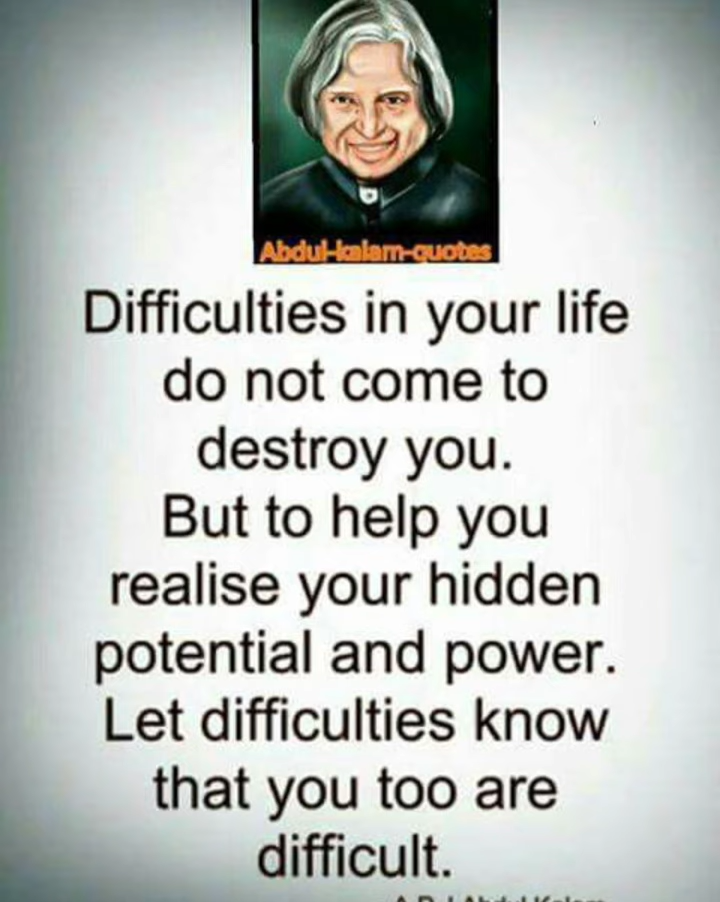 Abdul-kalam-quotes
Difficulties in your life
do not come to
destroy you.
But to help you
realise your hidden
potential and power.
Let difficulties know
that you too are
difficult.